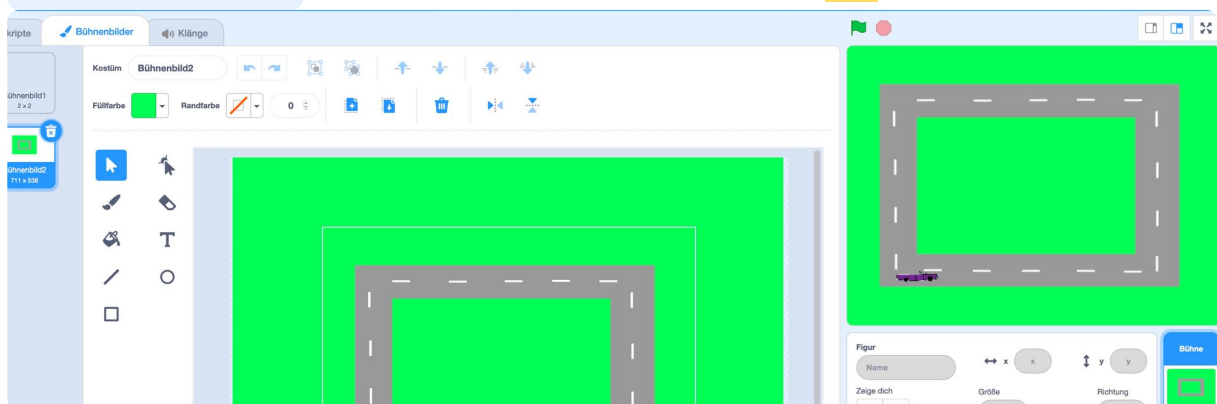 kripte Bühnenbilder Klänge
Kostüm Bühnenbild2
Füllfarbe Randfarbe 0
ühnenbild1
2 x 2
ühnenbild2
711 x 538
T
Figur
Name
x x
y y
Zeige dich
Größe
Richtung
Bühne